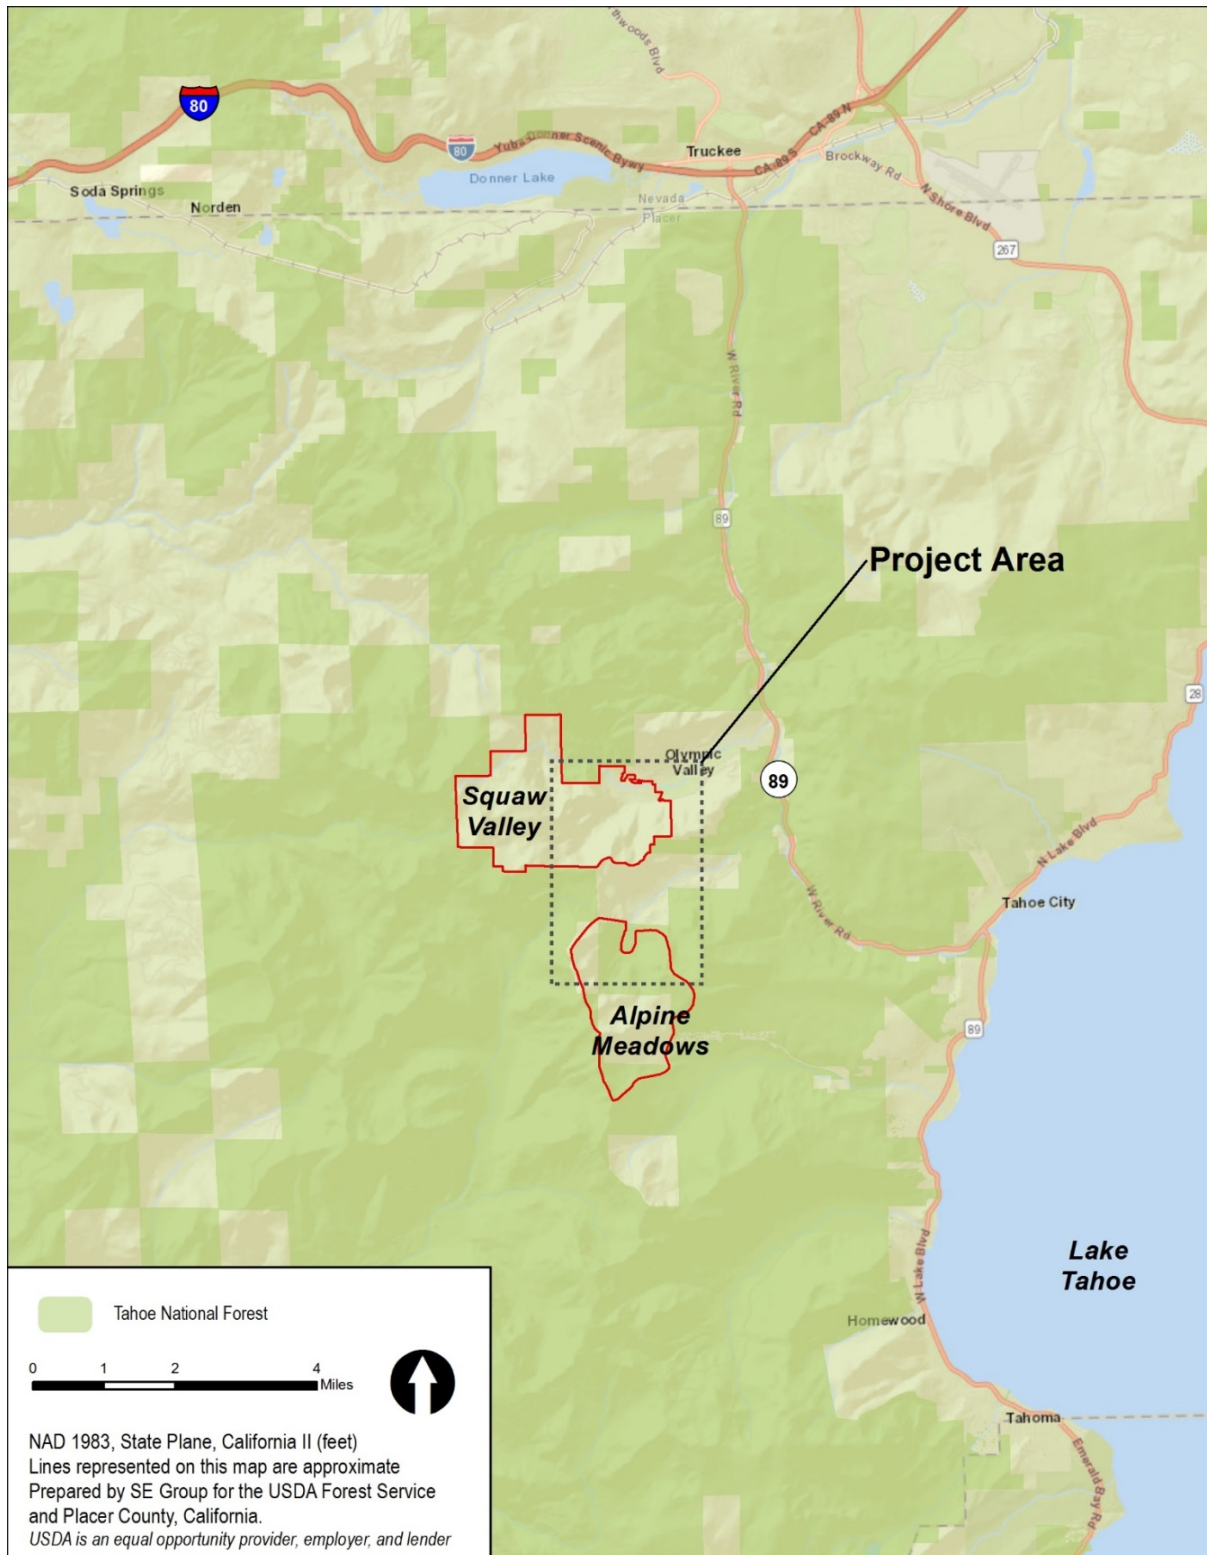 thwoods Blvd
80
80
Yuba-Donner Scenic Bywy
CA-89 N
Truckee
CA-89 S
Brockway Rd
Donner Lake
Soda Springs
Norden
Nevada
Placer
N Shore Blvd
267
W River Rd
89
Project Area
28
Olympic
Valley
89
Squaw
Valley
N Lake Blvd
W River Rd
Tahoe City
Alpine
Meadows
89
Lake
Tahoe
W Lake Blvd
Homewood
Tahoma
Emerald Bay Rd
Tahoe National Forest
0 1 2 4
Miles
NAD 1983, State Plane, California II (feet)
Lines represented on this map are approximate
Prepared by SE Group for the USDA Forest Service
and Placer County, California.
USDA is an equal opportunity provider, employer, and lender